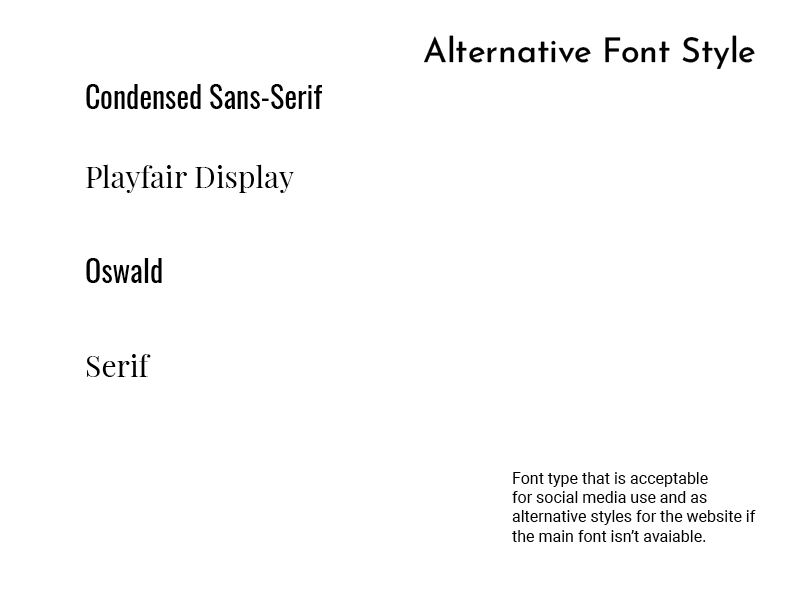 Alternative Font Style
Condensed Sans-Serif
Playfair Display
Oswald
Serif
Font type that is acceptable
for social media use and as
alternative styles for the website if
the main font isn’t avaiable.